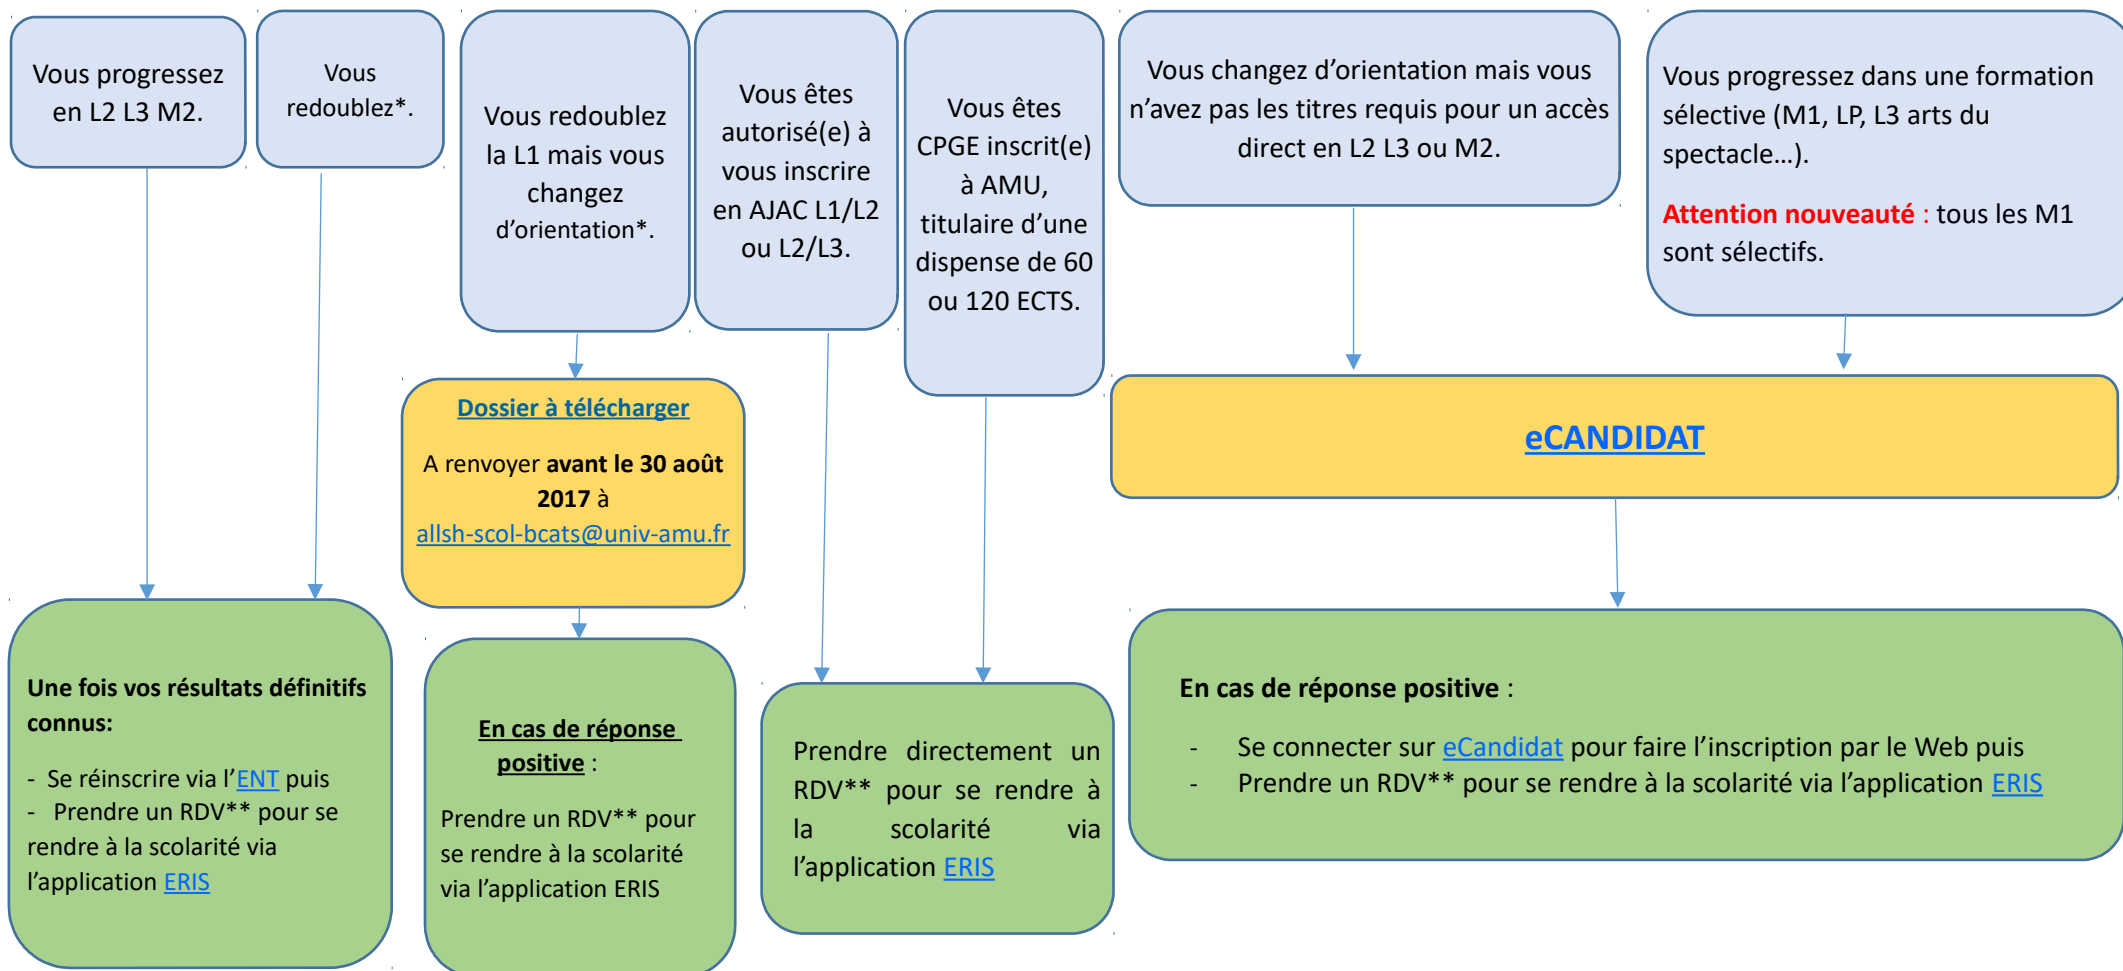 Vous progressez
en L2 L3 M2.
Vous
redoublez*.
Vous redoublez
la L1 mais vous
changez
d’orientation*.
Vous êtes
autorisé(e) à
vous inscrire
en AJAC L1/L2
ou L2/L3.
Vous êtes
CPGE inscrit(e)
à AMU,
titulaire d’une
dispense de 60
ou 120 ECTS.
Vous changez d’orientation mais vous
n’avez pas les titres requis pour un accès
direct en L2 L3 ou M2.
Vous progressez dans une formation
sélective (M1, LP, L3 arts du
spectacle…).
Attention nouveauté : tous les M1
sont sélectifs.
Dossier à télécharger
A renvoyer avant le 30 août
2017 à
allsh-scol-bcats@univ-amu.fr
eCANDIDAT
Une fois vos résultats définitifs
connus:
- Se réinscrire via l’ENT puis
- Prendre un RDV** pour se
rendre à la scolarité via
l’application ERIS
En cas de réponse
positive :
Prendre un RDV** pour
se rendre à la scolarité
via l’application ERIS
Prendre directement un
RDV** pour se rendre à
la scolarité via
l’application ERIS
En cas de réponse positive :
- Se connecter sur eCandidat pour faire l’inscription par le Web puis
- Prendre un RDV** pour se rendre à la scolarité via l’application ERIS